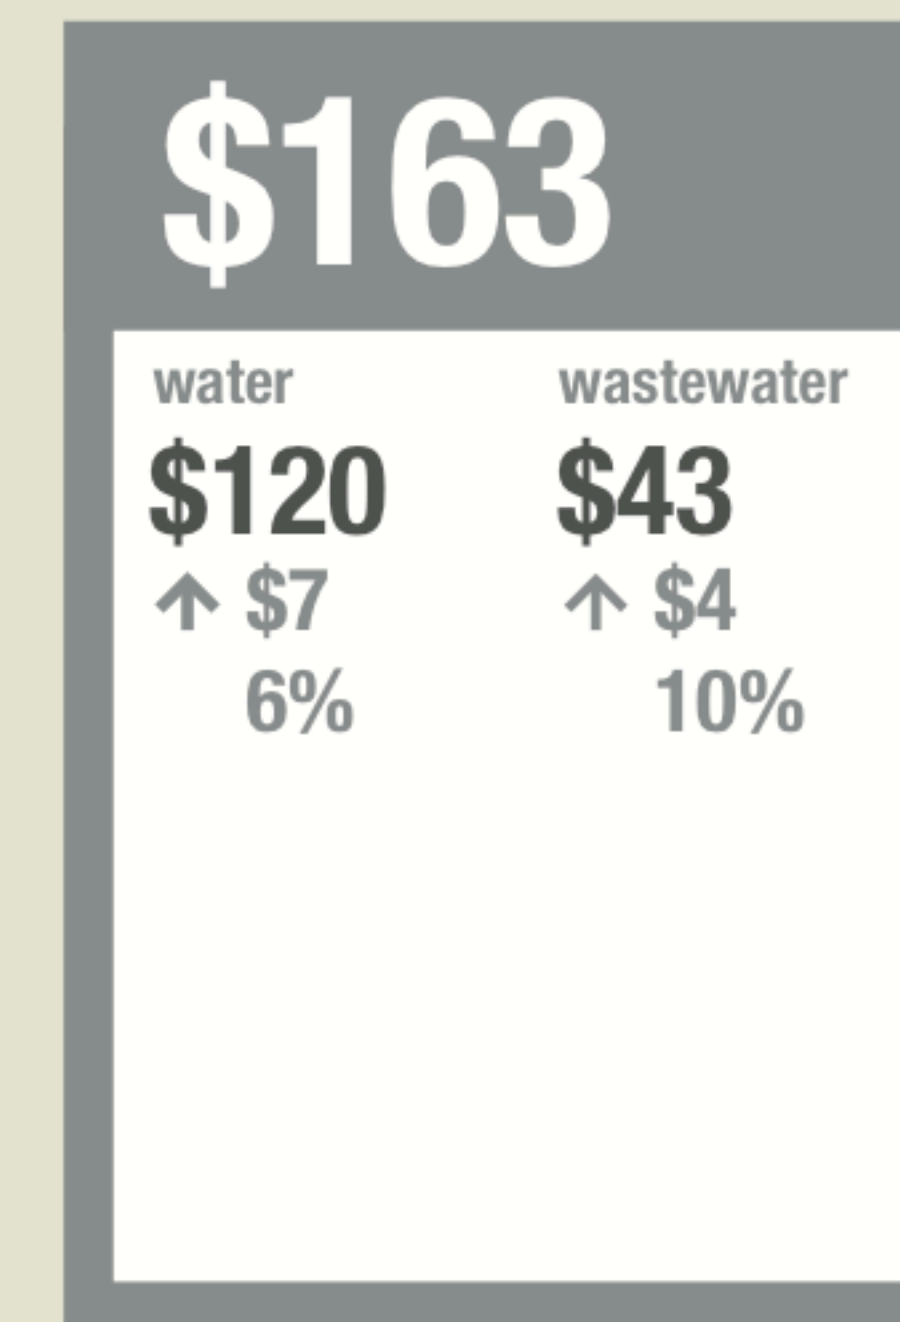 $163
water wastewater
$120 $43
↑ $7 ↑ $4
6% 10%